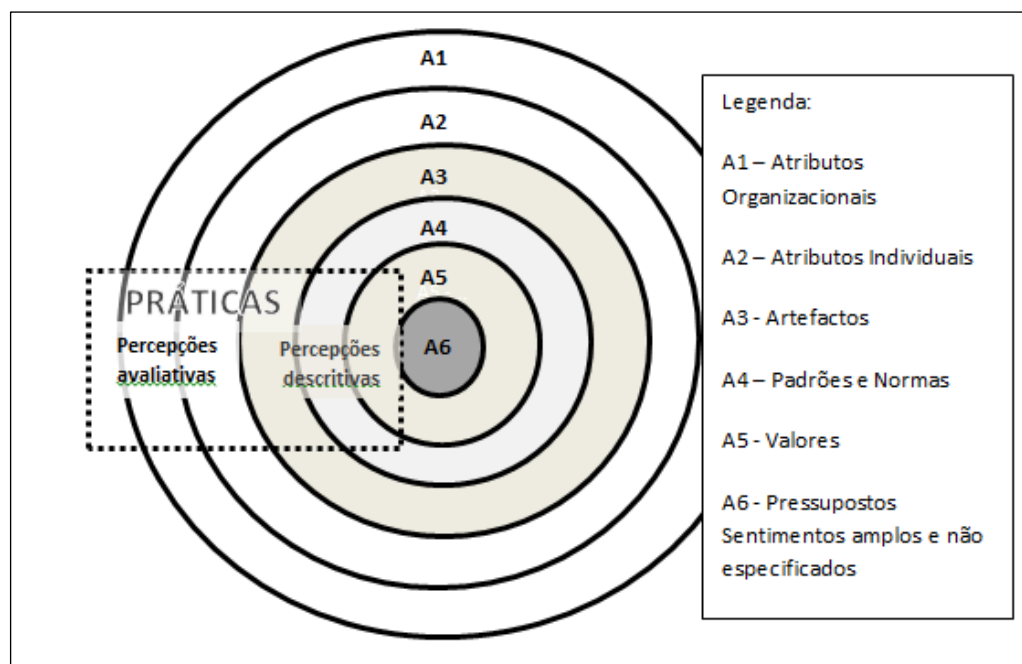 A1
A2
A3
A4
A5
A6
PRÁTICAS
Percepções
avaliativas
Percepções
descritivas
Legenda:
A1 – Atributos
Organizacionais
A2 – Atributos Individuais
A3 - Artefactos
A4 – Padrões e Normas
A5 - Valores
A6 - Pressupostos
Sentimentos amplos e não
especificados